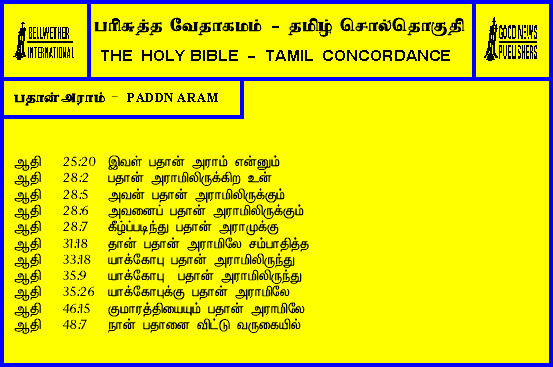 BELLWETHER
INTERNATIONAL
பரிசுத்த வேதாகமம் - தமிழ் சொல்தொகுதி
THE HOLY BIBLE - TAMIL CONCORDANCE
GOOD NEWS
PUBLISHERS
பதான்அராம் - PADDN ARAM
ஆதி 25:20 இவள் பதான் அராம் என்னும்
ஆதி 28:2 பதான் அராமிலிருக்கிற உன்
ஆதி 28:5 அவன் பதான் அராமிலிருக்கும்
ஆதி 28:6 அவனைப் பதான் அராமிலிருக்கும்
ஆதி 28:7 கீழ்ப்படிந்து பதான் அராமுக்கு
ஆதி 31:18 தான் பதான் அராமிலே சம்பாதித்த
ஆதி 33:18 யாக்கோபு பதான் அராமிலிருந்து
ஆதி 35:9 யாக்கோபு பதான் அராமிலிருந்து
ஆதி 35:26 யாக்கோபுக்கு பதான் அராமிலே
ஆதி 46:15 குமாரத்தியையும் பதான் அராமிலே
ஆதி 48:7 நான் பதானை விட்டு வருகையில்